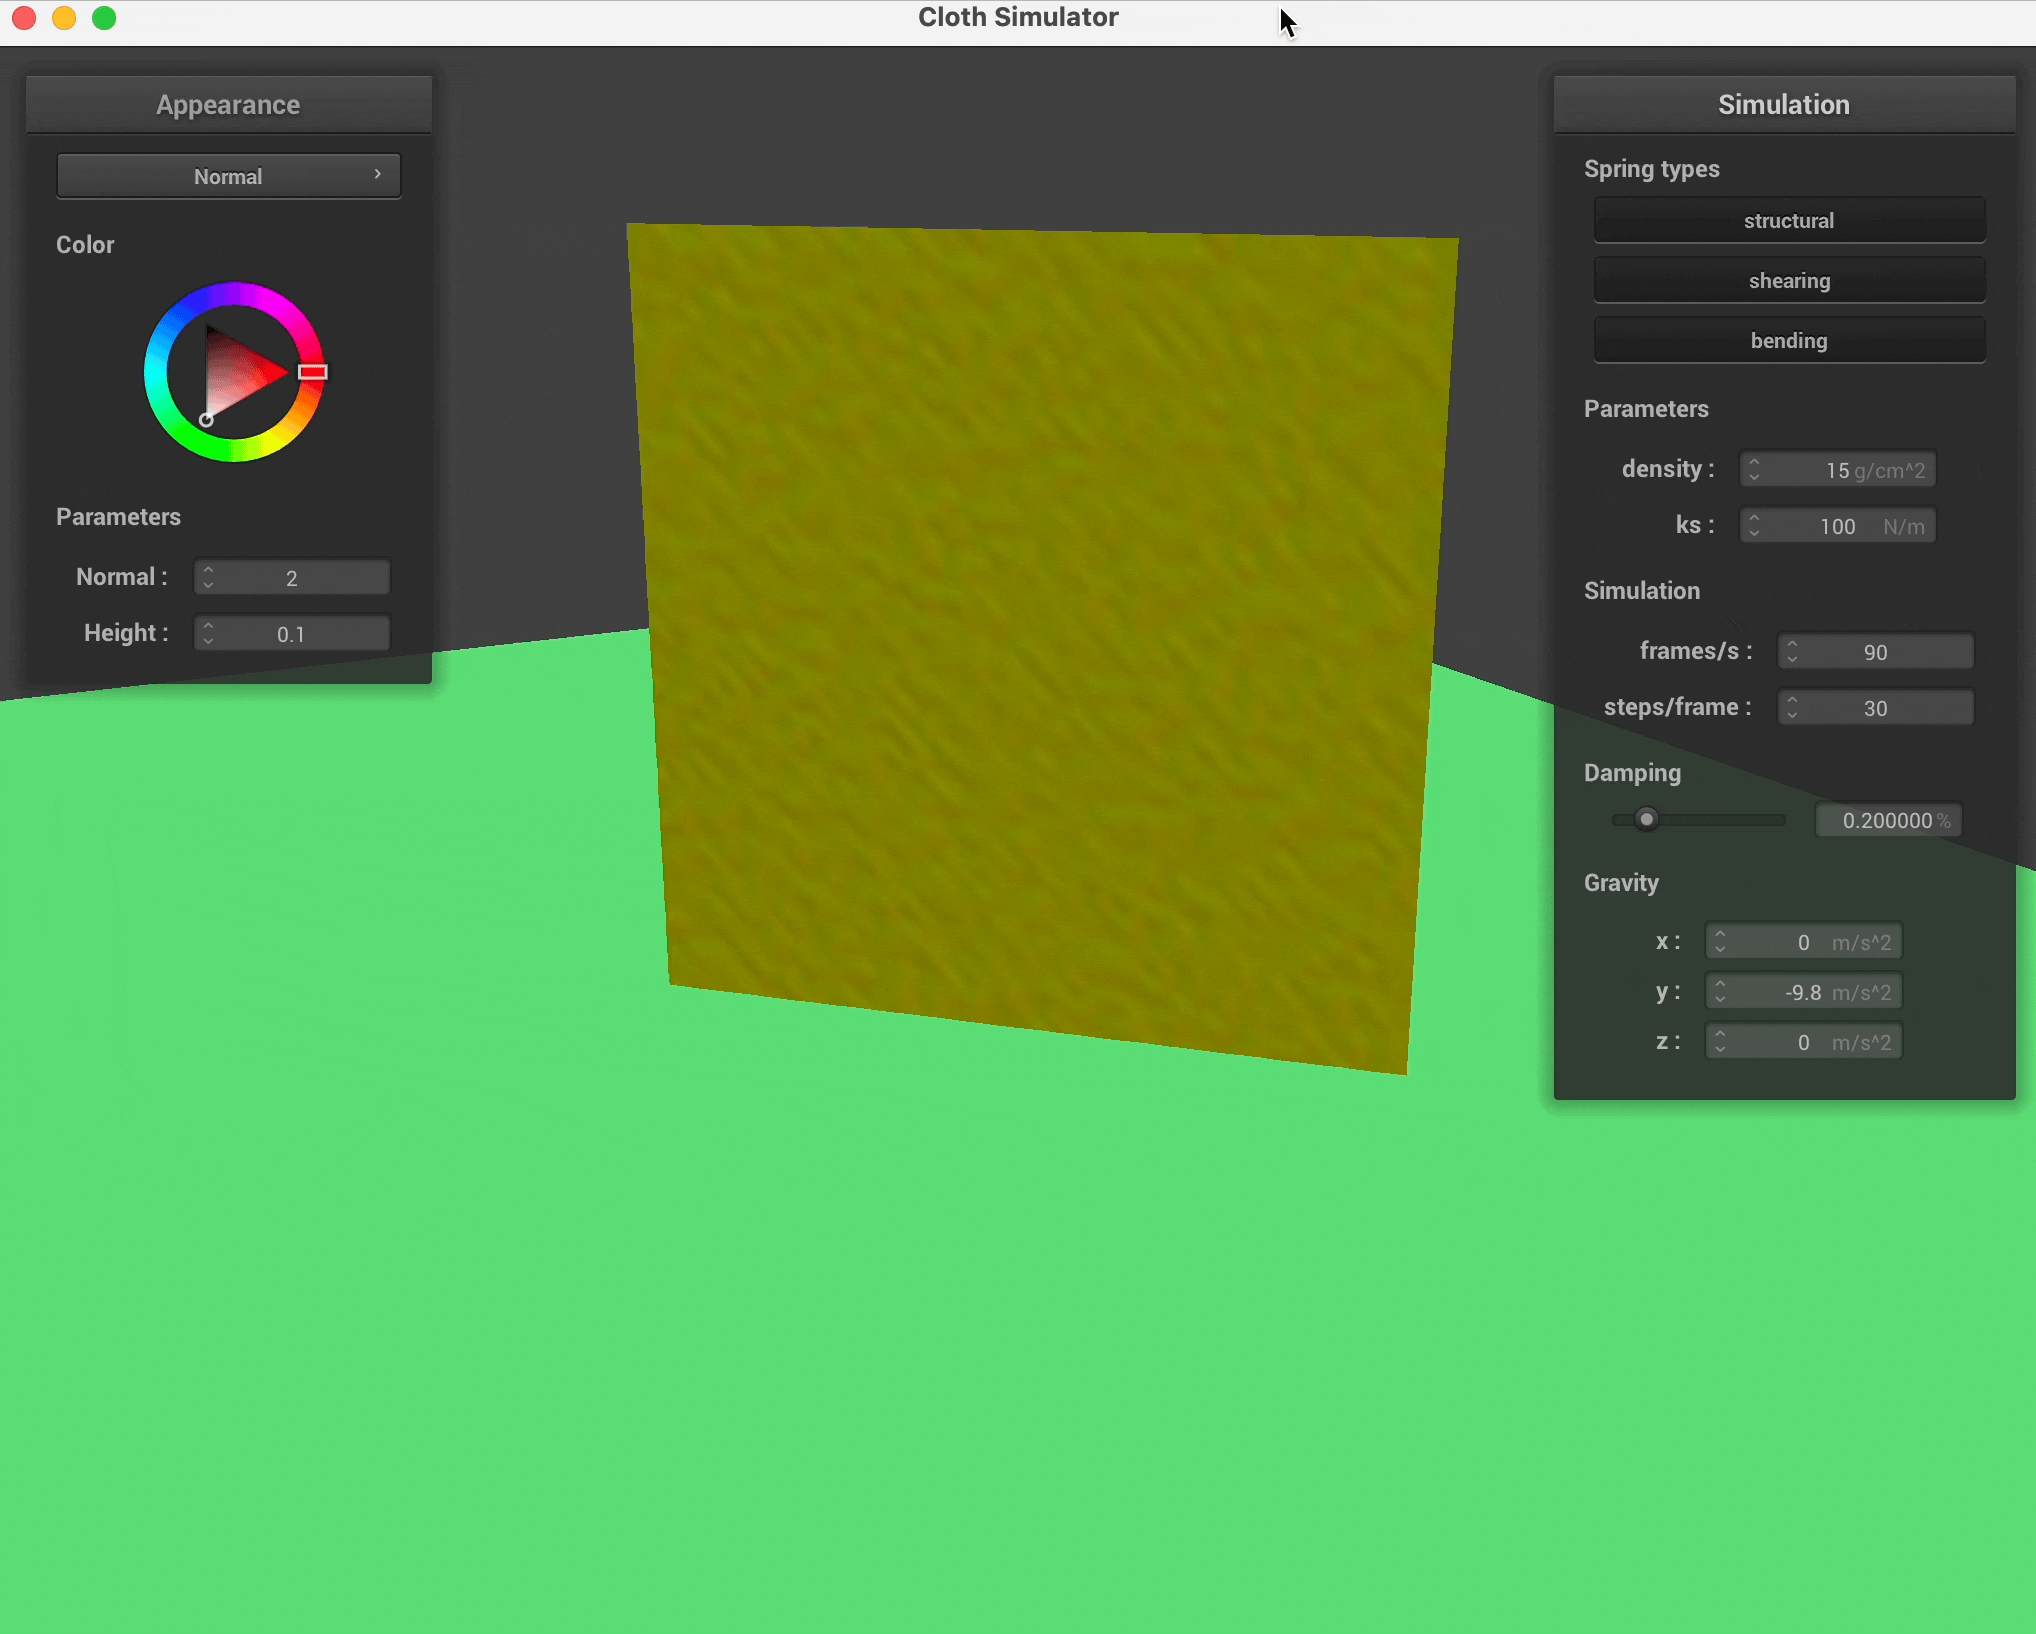 Cloth Simulator
Appearance
Normal
Color
Parameters
Normal : 2
Height : 0.1
Simulation
Spring types
structural
shearing
bending
Parameters
density : 15 g/cm^2
ks : 100 N/m
Simulation
frames/s : 90
steps/frame : 30
Damping
0.200000 %
Gravity
x : 0 m/s^2
y : -9.8 m/s^2
z : 0 m/s^2